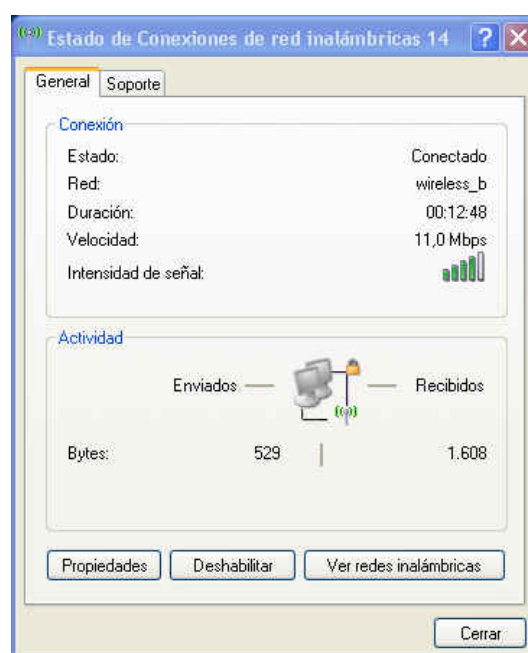 Estado de Conexiones de red inalámbricas 14
General Soporte
Conexión
Estado: Conectado
Red: wireless_b
Duración: 00:12:48
Velocidad: 11,0 Mbps
Intensidad de señal:
Actividad
Enviados Recibidos
Bytes: 529 1.608
Propiedades Deshabilitar Ver redes inalámbricas
Cerrar